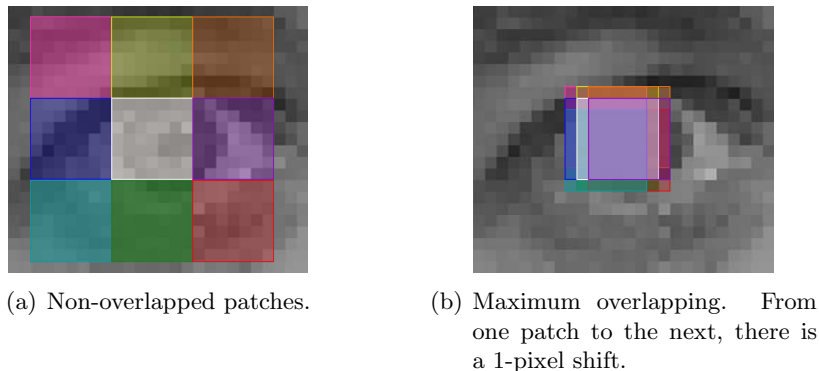 (a) Non-overlapped patches.
(b) Maximum overlapping. From
one patch to the next, there is
a 1-pixel shift.